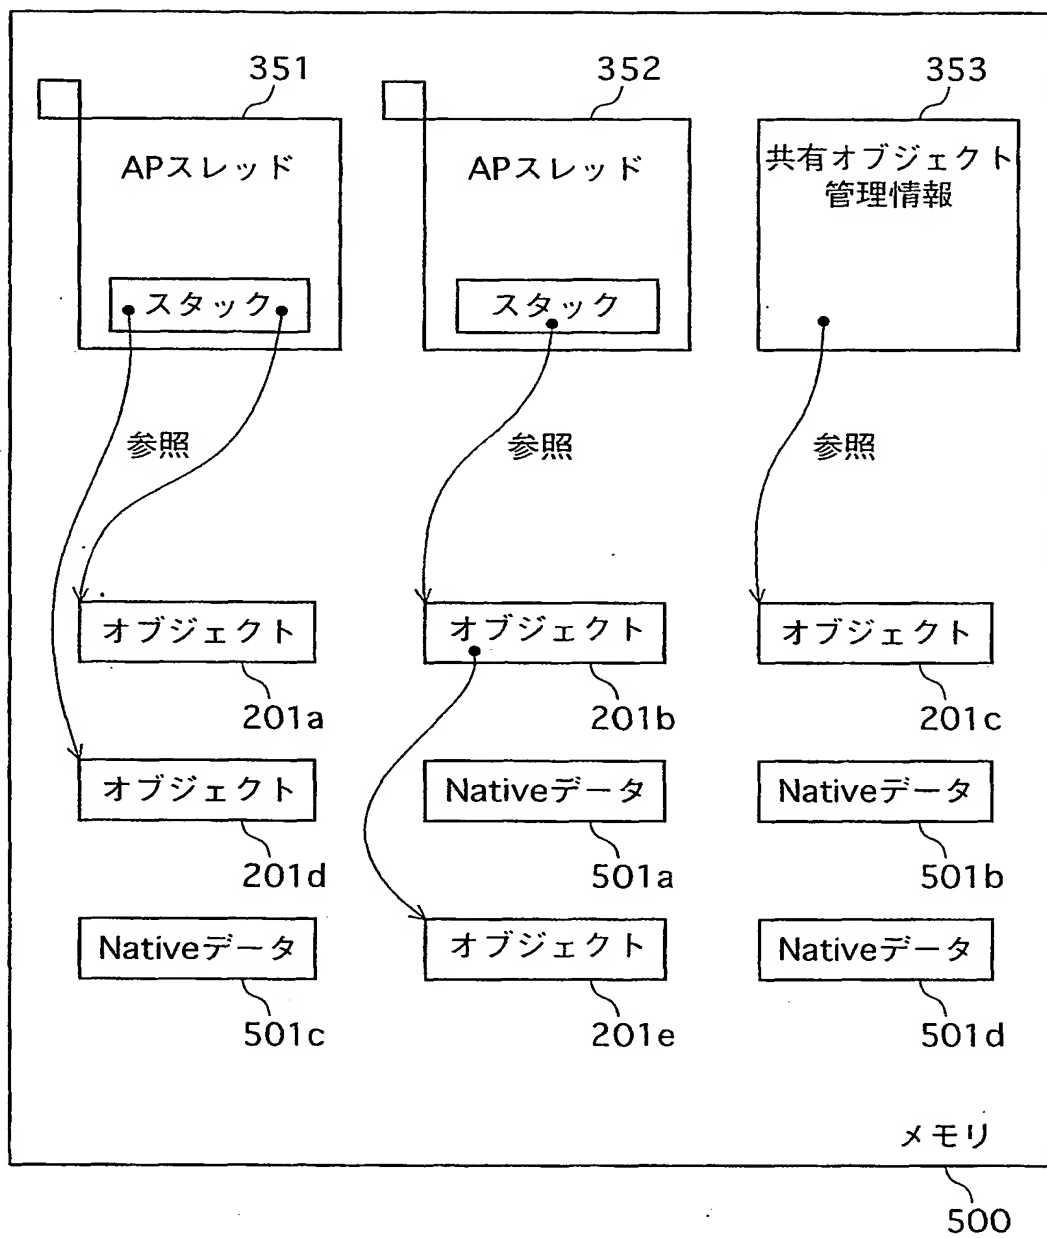 351
352
353
APスレッド
APスレッド
共有オブジェクト
管理情報
スタック
スタック
参照
参照
参照
オブジェクト
オブジェクト
オブジェクト
201a
201b
201c
オブジェクト
Nativeデータ
Nativeデータ
201d
501a
501b
Nativeデータ
オブジェクト
Nativeデータ
501c
201e
501d
メモリ
500